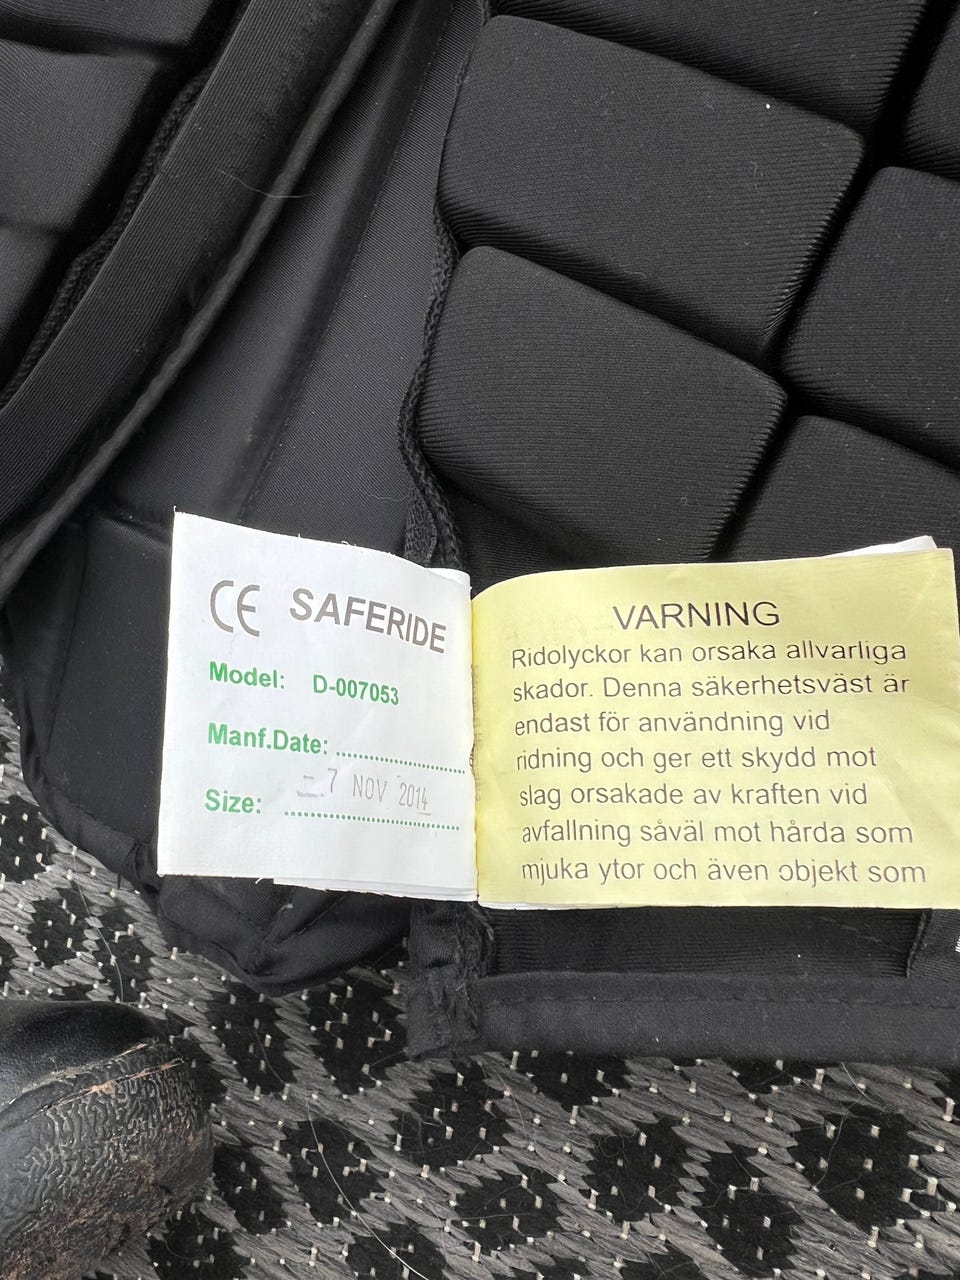 CE SAFERIDE
Model: D-007053
Manf.Date: ........................
7 NOV 2014
Size: ................................
VARNING
Ridolyckor kan orsaka allvarliga
skador. Denna säkerhetsväst är
endast för användning vid
ridning och ger ett skydd mot
slag orsakade av kraften vid
avfallning såväl mot hårda som
mjuka ytor och även objekt som